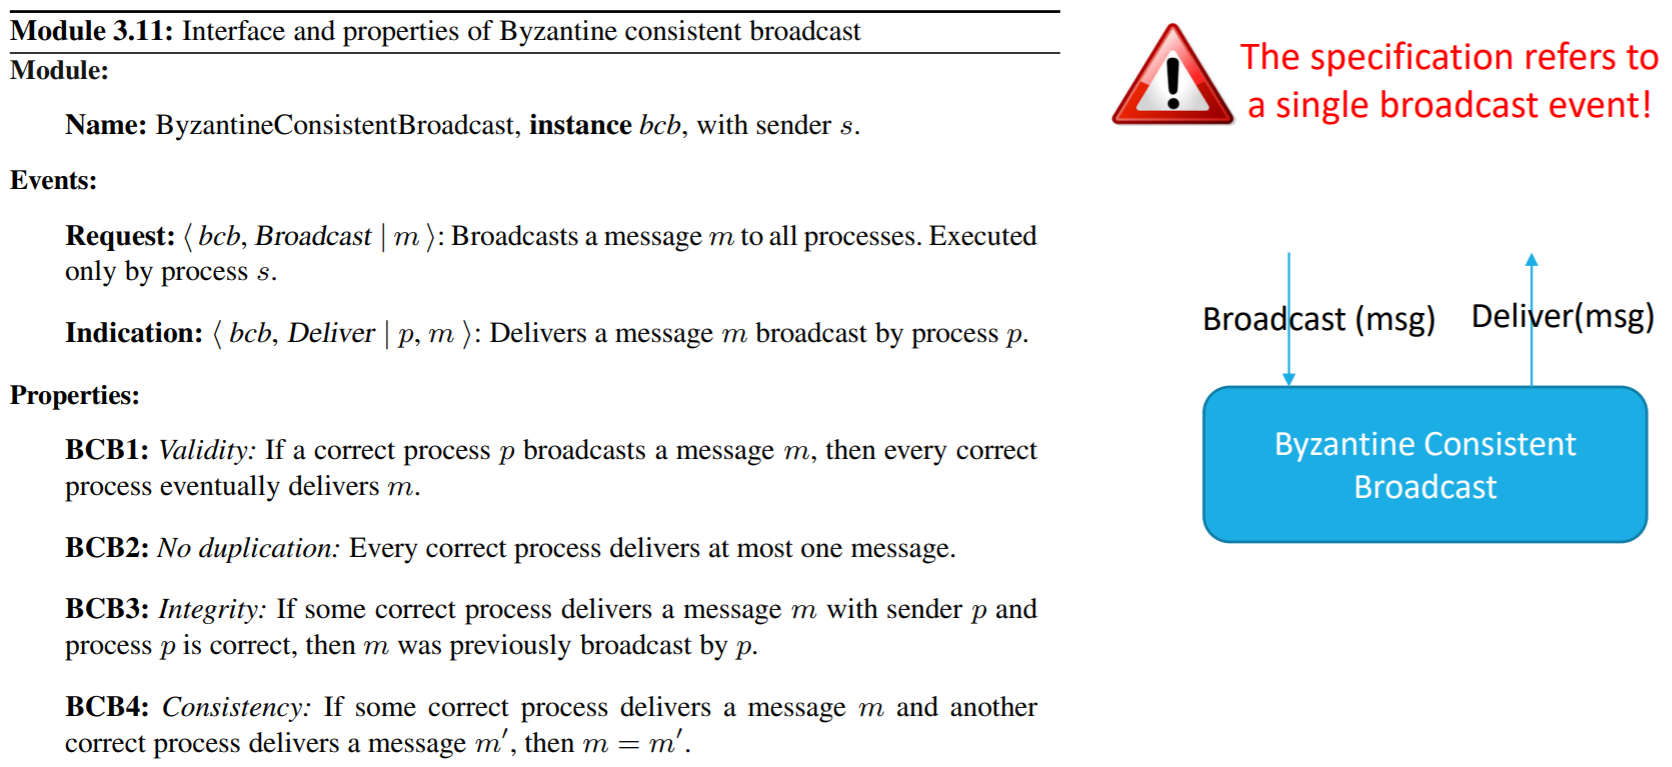 Module 3.11: Interface and properties of Byzantine consistent broadcast
Module:
Name: ByzantineConsistentBroadcast, instance bcb, with sender s.
Events:
Request: ⟨ bcb, Broadcast | m ⟩: Broadcasts a message m to all processes. Executed
only by process s.
Indication: ⟨ bcb, Deliver | p, m ⟩: Delivers a message m broadcast by process p.
Properties:
BCB1: Validity: If a correct process p broadcasts a message m, then every correct
process eventually delivers m.
BCB2: No duplication: Every correct process delivers at most one message.
BCB3: Integrity: If some correct process delivers a message m with sender p and
process p is correct, then m was previously broadcast by p.
BCB4: Consistency: If some correct process delivers a message m and another
correct process delivers a message m′, then m = m′.
The specification refers to
a single broadcast event!
Broadcast (msg)
Deliver(msg)
Byzantine Consistent
Broadcast